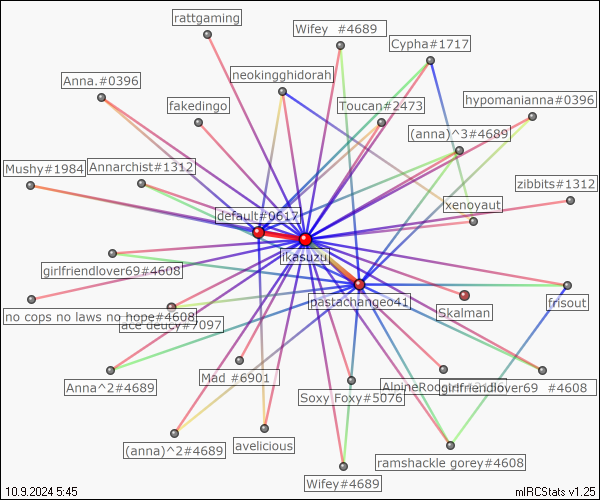 rattgaming
Wifey  #4689
Cypha#1717
neokingghidorah
Anna.#0396
hypomanianna#0396
fakedingo
Toucan#2473
(anna)^3#4689
Mushy#1984
Annarchist#1312
zibbits#1312
xenoyaut
default#0617
ikasuzu
girlfriendlover69#4608
pastachangeo41
frisout
no cops no laws no hope#4608
Skalman
ace deucy#7097
Anna^2#4689
Mad #6901
girlfriendlover69  #4608
Soxy Foxy#5076
(anna)^2#4689
avelicious
ramshackle gorey#4608
Wifey#4689
10.9.2024 5:45
mIRCStats v1.25